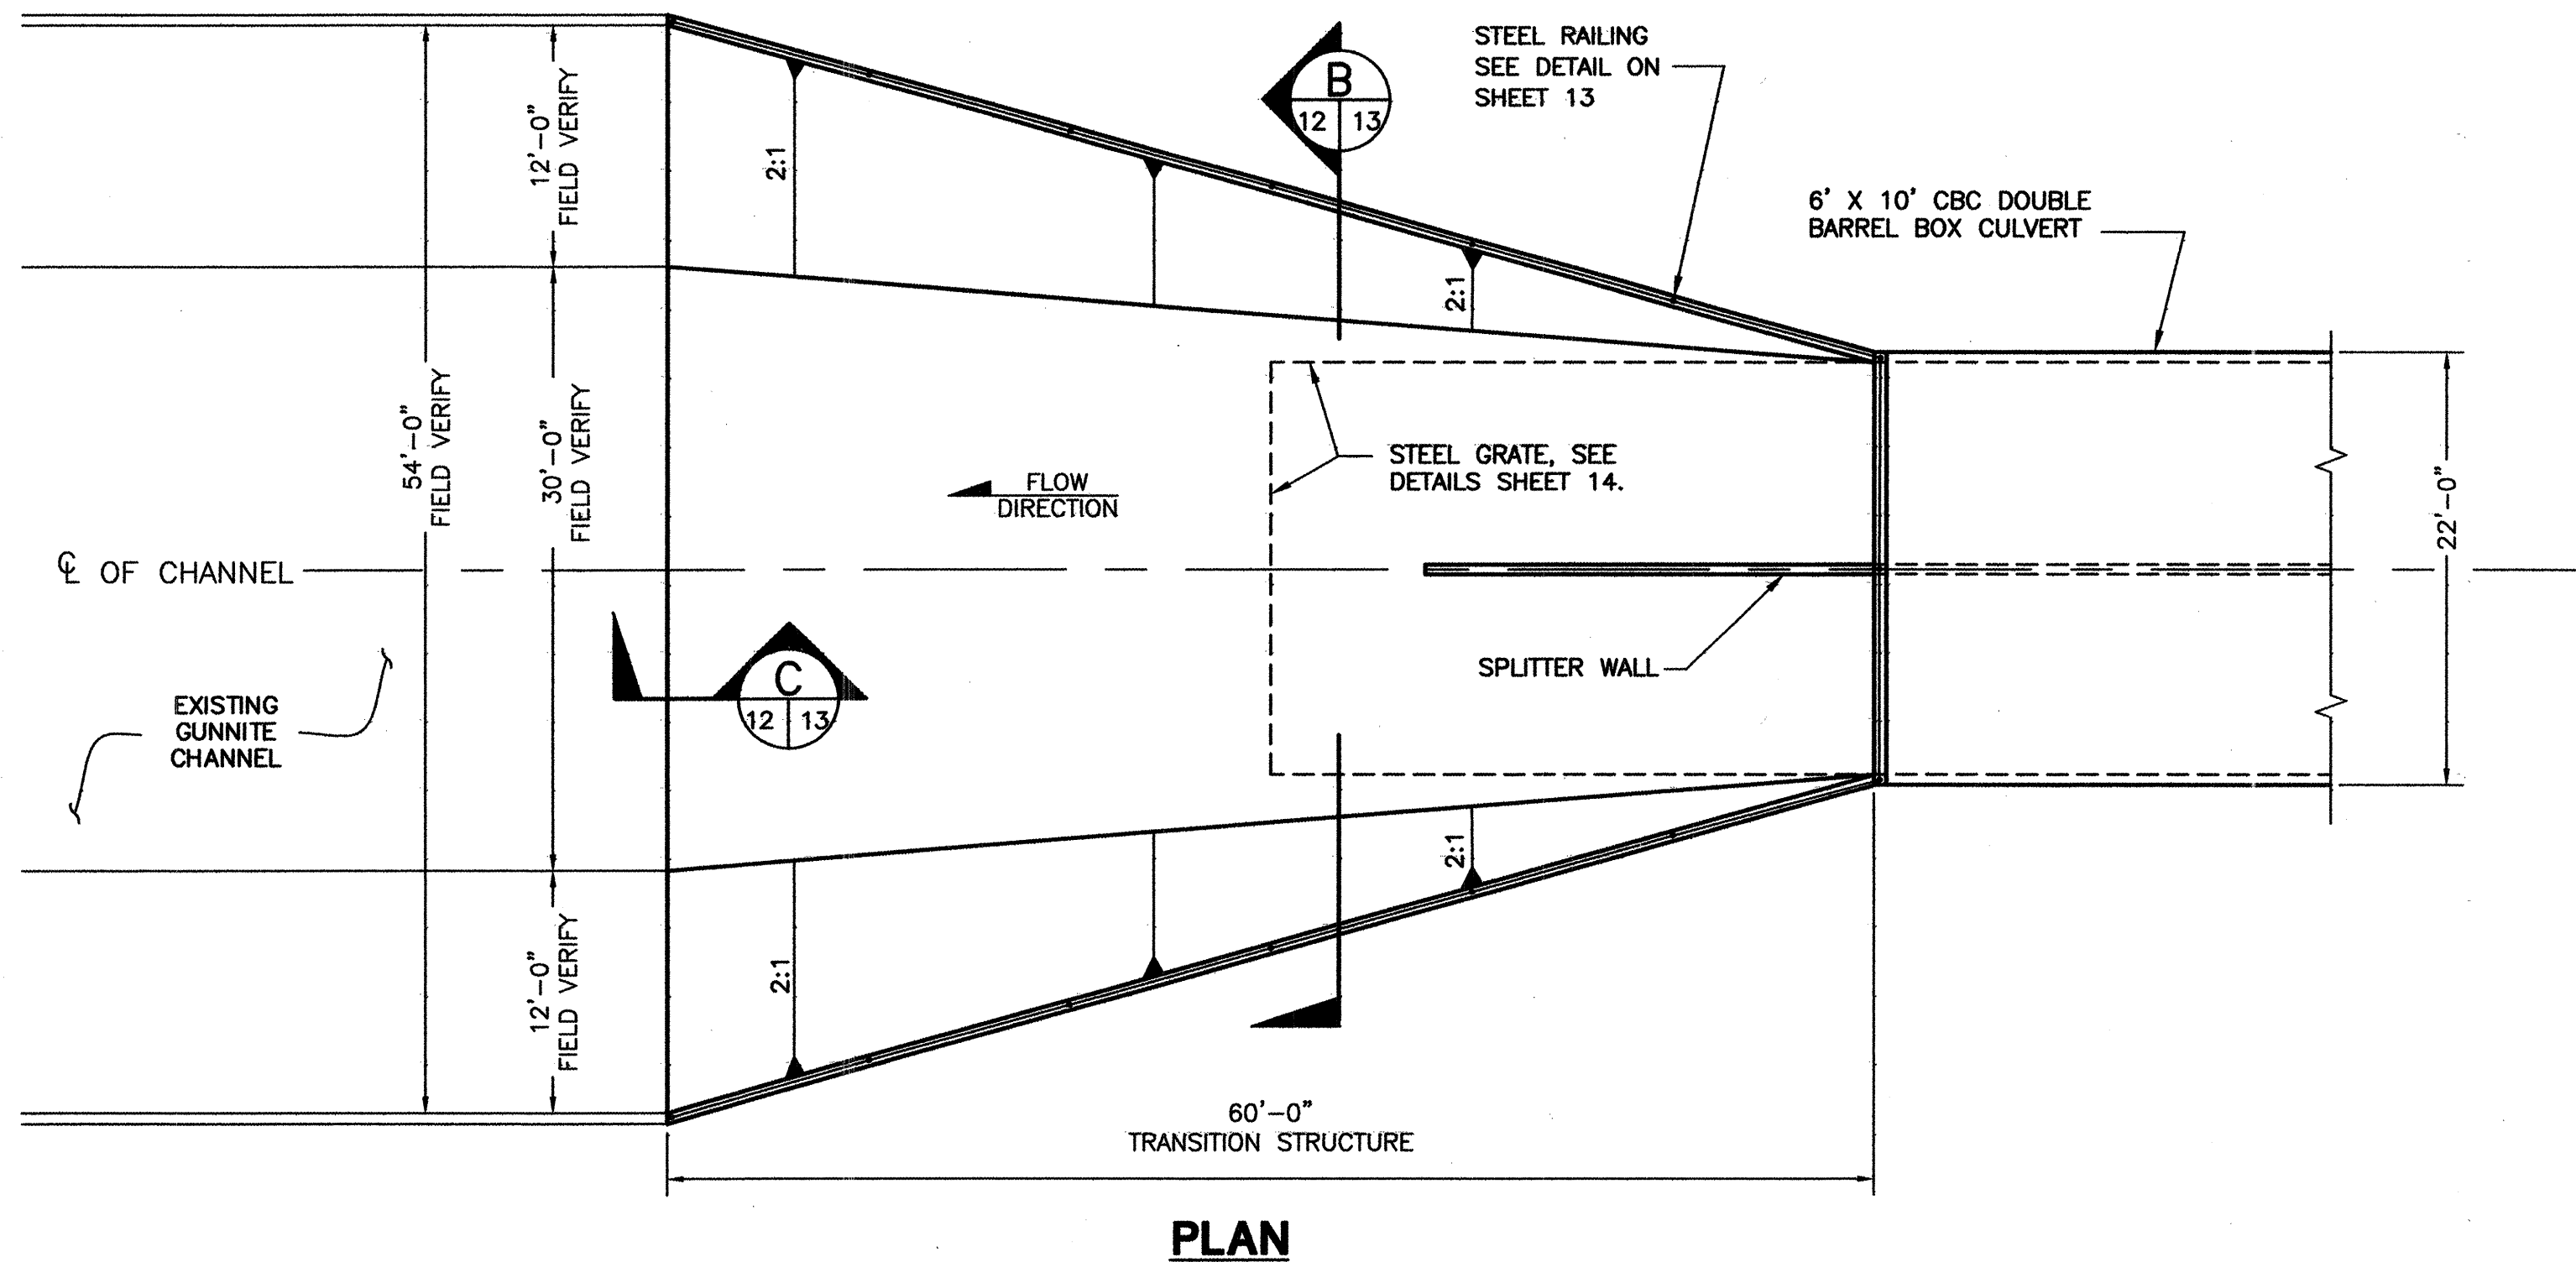 STEEL RAILING
SEE DETAIL ON
SHEET 13
B
12 13
6' X 10' CBC DOUBLE
BARREL BOX CULVERT
12'-0"
FIELD VERIFY
2:1
2:1
54'-0"
FIELD VERIFY
30'-0"
FIELD VERIFY
STEEL GRATE, SEE
DETAILS SHEET 14.
FLOW
DIRECTION
22'-0"
℄ OF CHANNEL
SPLITTER WALL
C
12 13
EXISTING
GUNNITE
CHANNEL
2:1
2:1
12'-0"
FIELD VERIFY
60'-0"
TRANSITION STRUCTURE
PLAN